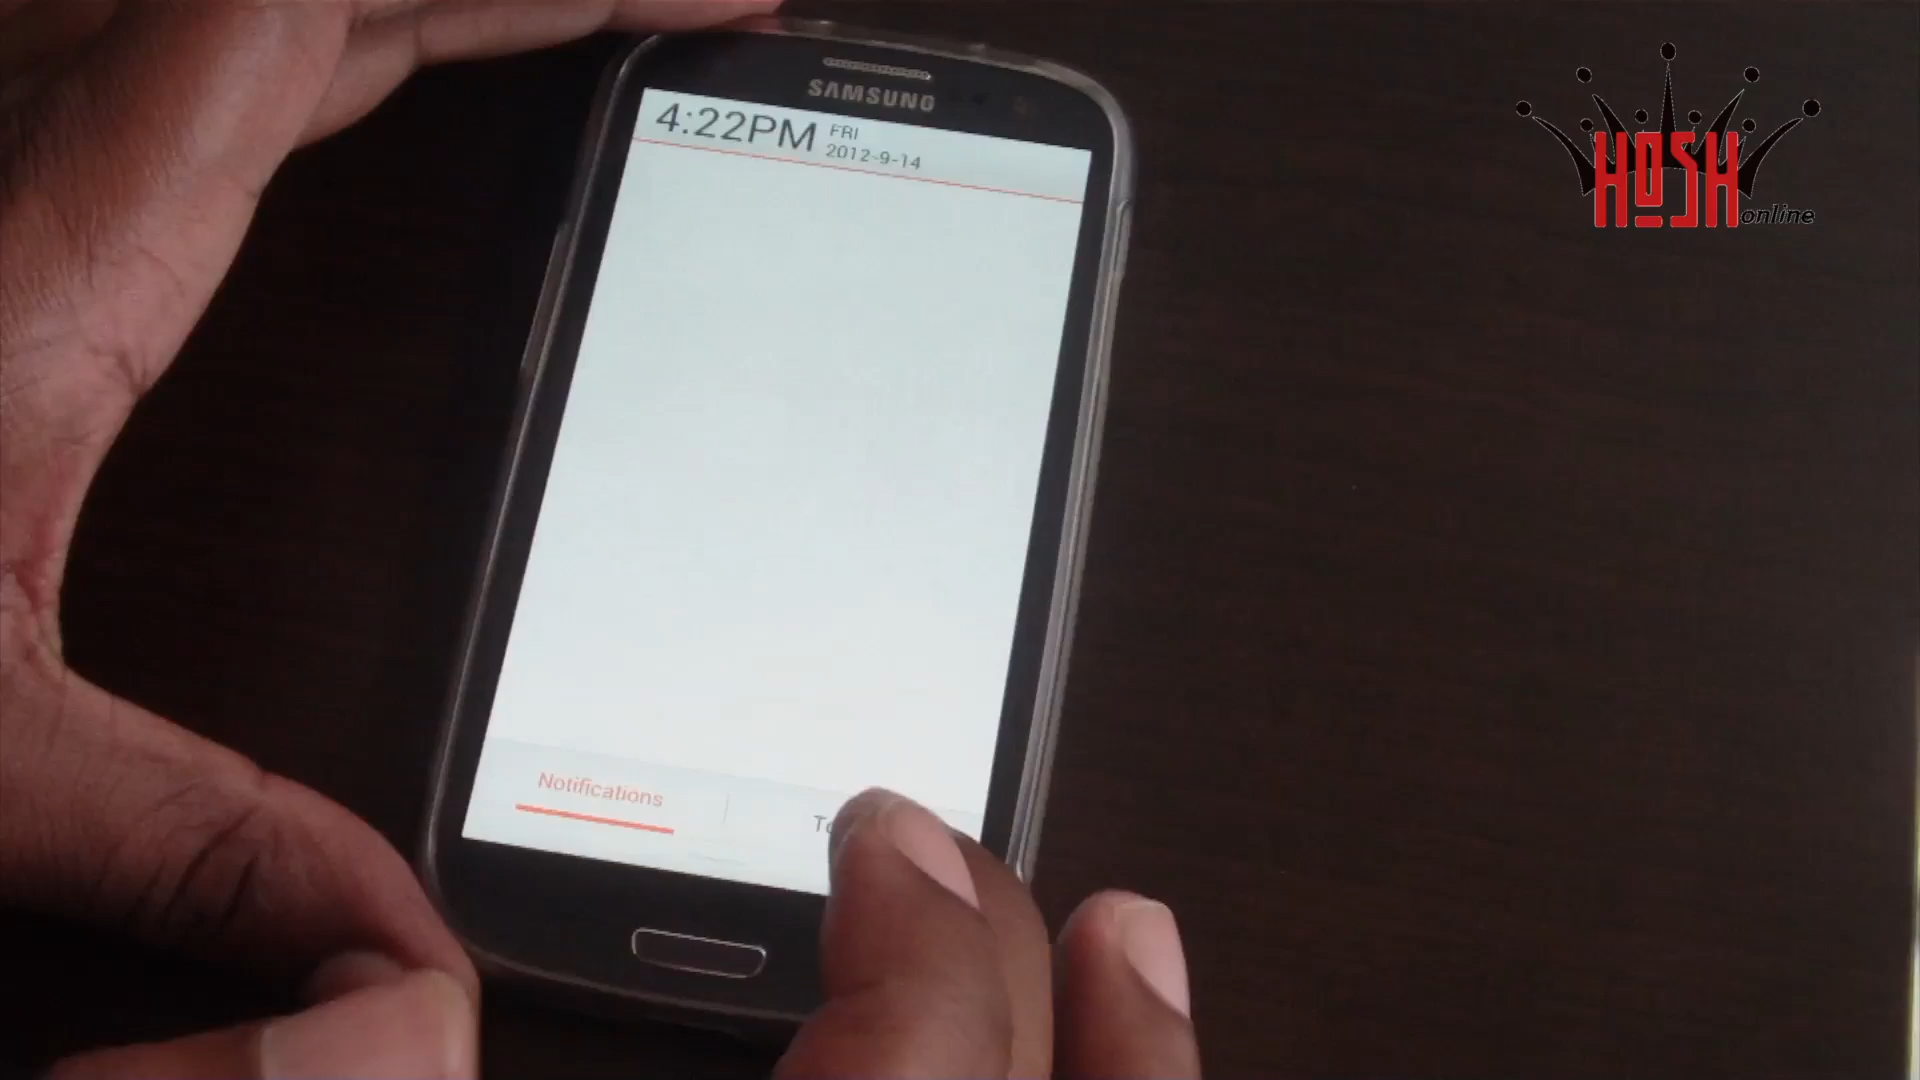 SAMSUNG
4:22PM
FRI
2012-9-14
HOSH
online
Notifications